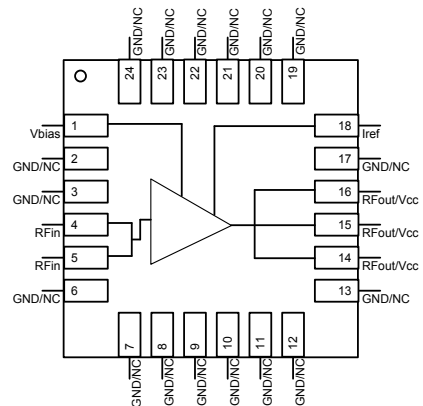 GND/NC GND/NC GND/NC GND/NC GND/NC GND/NC
24 23 22 21 20 19
Vbias 1 18 Iref
GND/NC 2 17 GND/NC
GND/NC 3 16 RFout/Vcc
RFin 4 15 RFout/Vcc
RFin 5 14 RFout/Vcc
GND/NC 6 13 GND/NC
7 8 9 10 11 12
GND/NC GND/NC GND/NC GND/NC GND/NC GND/NC